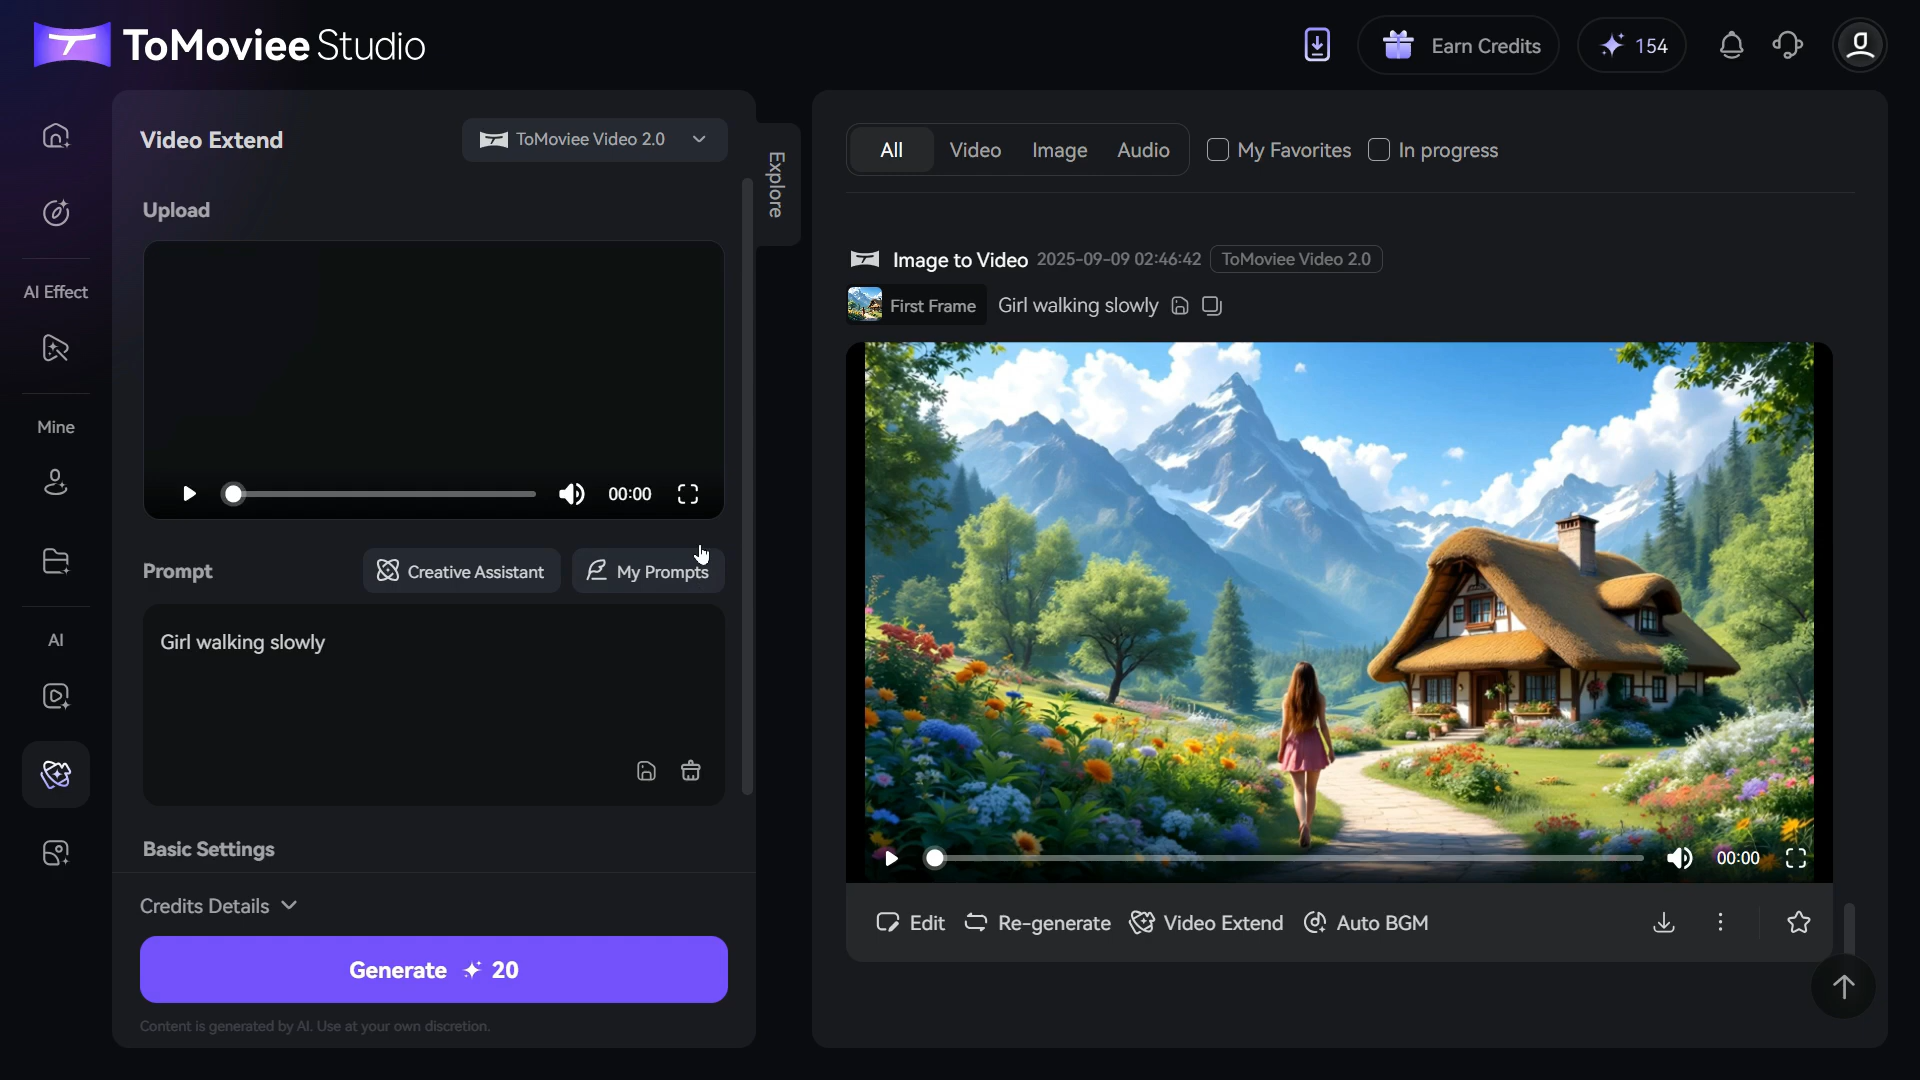 ToMoviee Studio
Earn Credits
154
Video Extend
ToMoviee Video 2.0
Explore
All
Video
Image
Audio
My Favorites
In progress
Upload
AI Effect
Image to Video 2025-09-09 02:46:42 ToMoviee Video 2.0
First Frame Girl walking slowly
Mine
00:00
Prompt
Creative Assistant
My Prompts
Girl walking slowly
AI
Basic Settings
00:00
Credits Details
Edit
Re-generate
Video Extend
Auto BGM
Generate 20
Content is generated by AI. Use at your own discretion.